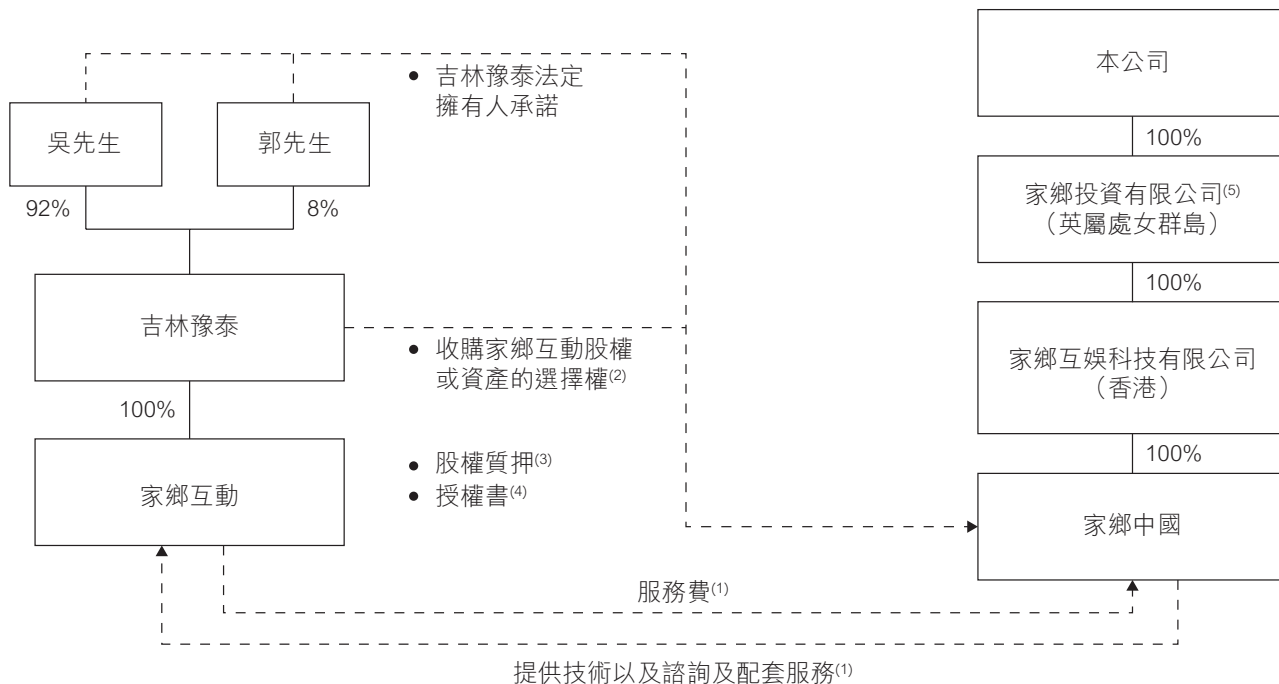 本公司
● 吉林豫泰法定
擁有人承諾
吳先生
郭先生
100%
家鄉投資有限公司(5)
（英屬處女群島）
92%
8%
100%
吉林豫泰
● 收購家鄉互動股權
或資產的選擇權(2)
家鄉互娛科技有限公司
（香港）
100%
100%
● 股權質押(3)
● 授權書(4)
家鄉互動
家鄉中國
服務費(1)
提供技術以及諮詢及配套服務(1)